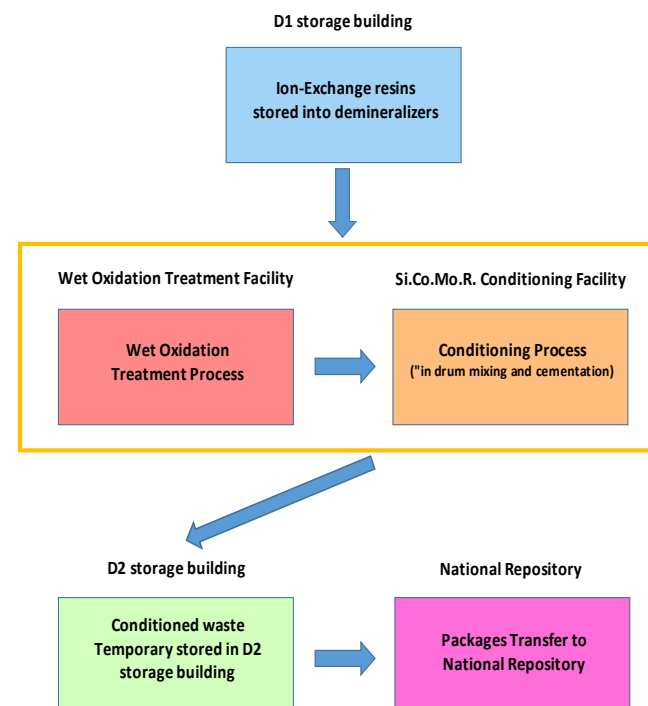 D1 storage building
Ion-Exchange resins
stored into demineralizers
Wet Oxidation Treatment Facility
Si.Co.Mo.R. Conditioning Facility
Wet Oxidation
Treatment Process
Conditioning Process
("in drum mixing and cementation)
D2 storage building
National Repository
Conditioned waste
Temporary stored in D2
storage building
Packages Transfer to
National Repository